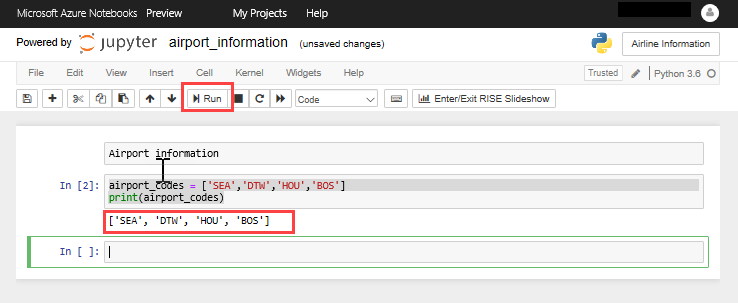 Microsoft Azure Notebooks Preview My Projects Help
Powered by jupyter airport_information (unsaved changes) Airline Information
File Edit View Insert Cell Kernel Widgets Help Trusted Python 3.6
Run Code Enter/Exit RISE Slideshow
Airport information
In [2]: airport_codes = ['SEA','DTW','HOU','BOS']
print(airport_codes)
['SEA', 'DTW', 'HOU', 'BOS']
In [ ]: